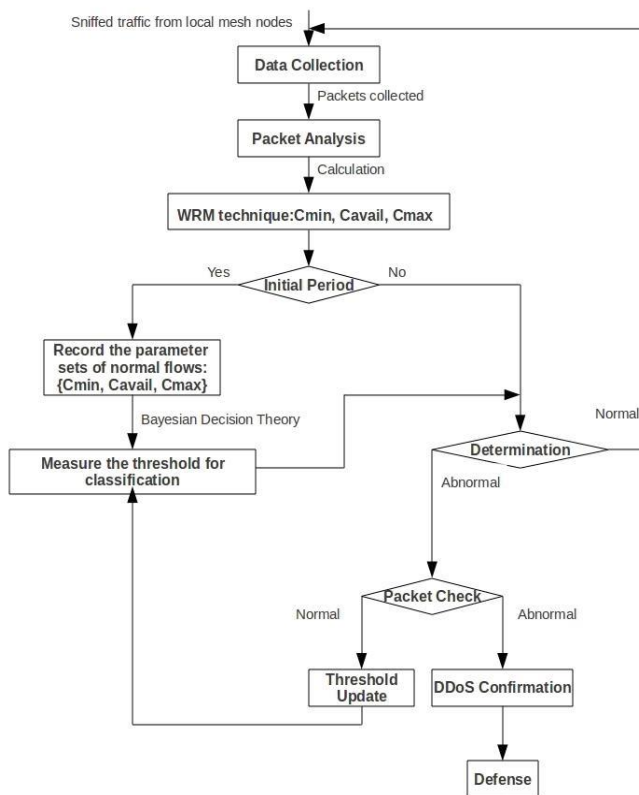 Sniffed traffic from local mesh nodes
Data Collection
Packets collected
Packet Analysis
Calculation
WRM technique:Cmin, Cavail, Cmax
Yes
No
Initial Period
Record the parameter
sets of normal flows:
{Cmin, Cavail, Cmax}
Bayesian Decision Theory
Normal
Measure the threshold for
classification
Determination
Abnormal
Packet Check
Normal
Abnormal
Threshold
Update
DDoS Confirmation
Defense